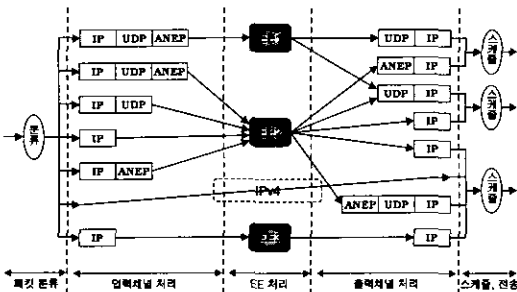 IP UDP ANEP
UDP IP
스케줄
IP UDP ANEP
ANEP IP
UDP IP
스케줄
IP UDP
IP
분류
IP
IP
IP ANEP
IPv4
스케줄
ANEP UDP IP
IP
IP
패킷 분류
입력채널 처리
EE 처리
출력채널 처리
스케줄, 전송